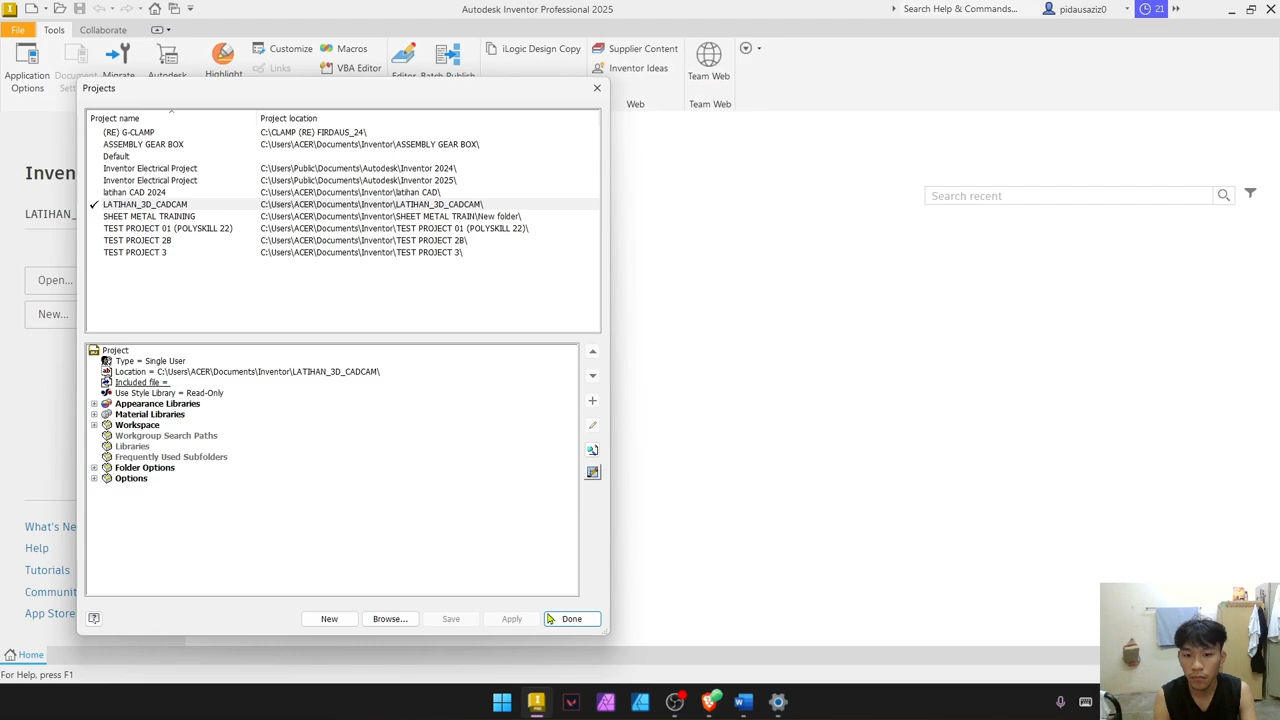 Autodesk Inventor Professional 2025
Search Help & Commands...
pidausaziz0
21
File
Tools
Collaborate
Application
Options
Migrate
Autodesk
Highlight
Customize
Links
Macros
VBA Editor
Batch Publish
iLogic Design Copy
Supplier Content
Inventor Ideas
Web
Team Web
Team Web
Projects
Project name
Project location
(RE) G-CLAMP
C:\CLAMP (RE) FIRDAUS_24\
ASSEMBLY GEAR BOX
C:\Users\ACER\Documents\Inventor\ASSEMBLY GEAR BOX\
Default
Inventor Electrical Project
C:\Users\Public\Documents\Autodesk\Inventor 2024\
Inventor Electrical Project
C:\Users\Public\Documents\Autodesk\Inventor 2025\
latihan CAD 2024
C:\Users\ACER\Documents\Inventor\latihan CAD\
LATIHAN_3D_CADCAM
C:\Users\ACER\Documents\Inventor\LATIHAN_3D_CADCAM\
SHEET METAL TRAINING
C:\Users\ACER\Documents\Inventor\SHEET METAL TRAIN\New folder\
TEST PROJECT 01 (POLYSKILL 22)
C:\Users\ACER\Documents\Inventor\TEST PROJECT 01 (POLYSKILL 22)\
TEST PROJECT 2B
C:\Users\ACER\Documents\Inventor\TEST PROJECT 2B\
TEST PROJECT 3
C:\Users\ACER\Documents\Inventor\TEST PROJECT 3\
Project
Type = Single User
Location = C:\Users\ACER\Documents\Inventor\LATIHAN_3D_CADCAM\
Included file =
Use Style Library = Read-Only
Appearance Libraries
Material Libraries
Workspace
Workgroup Search Paths
Libraries
Frequently Used Subfolders
Folder Options
Options
New
Browse...
Save
Apply
Done
Inven
LATIHAN_
Open...
New...
Search recent
What's Ne
Help
Tutorials
Communi
App Store
Home
For Help, press F1